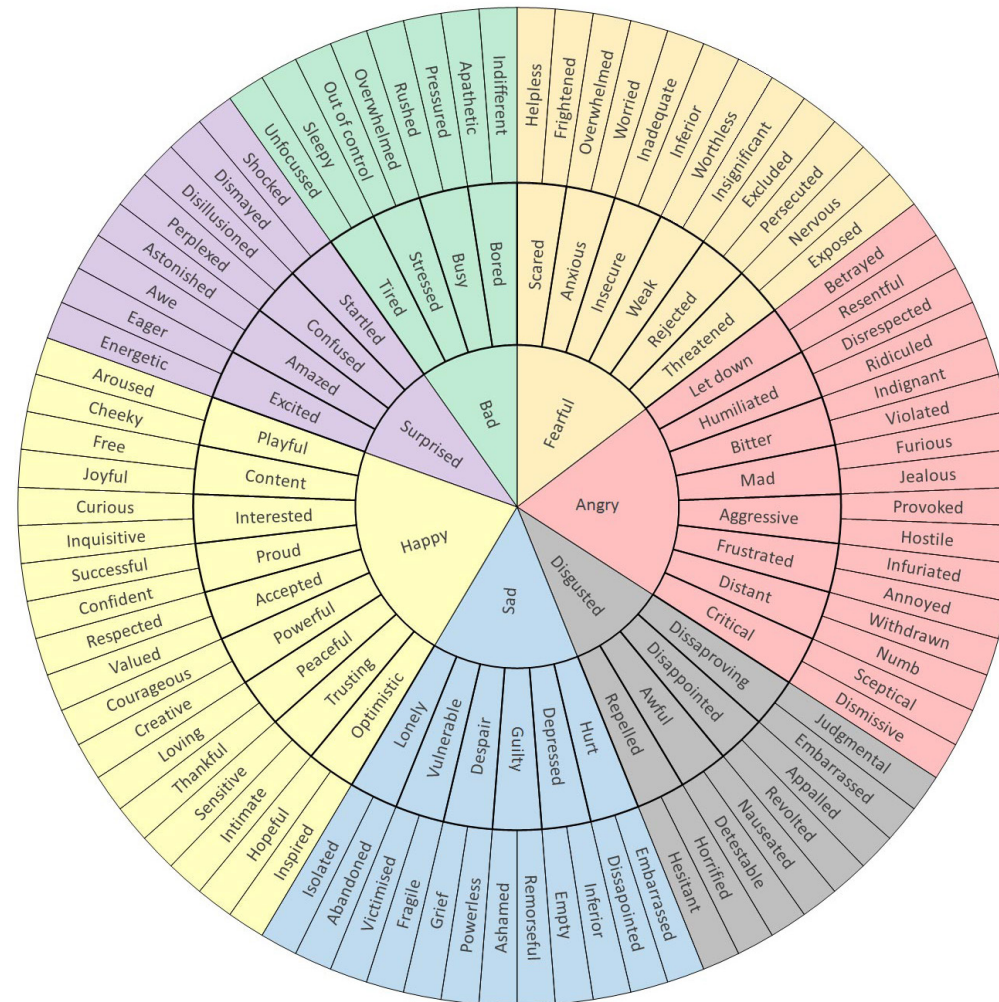 Fearful
Angry
Disgusted
Sad
Happy
Surprised
Bad
Scared
Anxious
Insecure
Weak
Rejected
Threatened
Let down
Humiliated
Bitter
Mad
Aggressive
Frustrated
Distant
Critical
Dissaproving
Disappointed
Awful
Repelled
Hurt
Depressed
Guilty
Despair
Vulnerable
Lonely
Optimistic
Trusting
Peaceful
Powerful
Accepted
Proud
Interested
Content
Playful
Excited
Amazed
Confused
Startled
Tired
Stressed
Busy
Bored
Helpless
Frightened
Overwhelmed
Worried
Inadequate
Inferior
Worthless
Insignificant
Excluded
Persecuted
Nervous
Exposed
Betrayed
Resentful
Disrespected
Ridiculed
Indignant
Violated
Furious
Jealous
Provoked
Hostile
Infuriated
Annoyed
Withdrawn
Numb
Sceptical
Dismissive
Judgmental
Embarrassed
Appalled
Revolted
Nauseated
Detestable
Horrified
Hesitant
Embarrassed
Dissapointed
Inferior
Empty
Remorseful
Ashamed
Powerless
Grief
Fragile
Victimised
Abandoned
Isolated
Inspired
Hopeful
Intimate
Sensitive
Thankful
Loving
Creative
Courageous
Valued
Respected
Confident
Successful
Inquisitive
Curious
Joyful
Free
Cheeky
Aroused
Energetic
Eager
Awe
Astonished
Perplexed
Disillusioned
Dismayed
Shocked
Unfocussed
Sleepy
Out of control
Overwhelmed
Rushed
Pressured
Apathetic
Indifferent